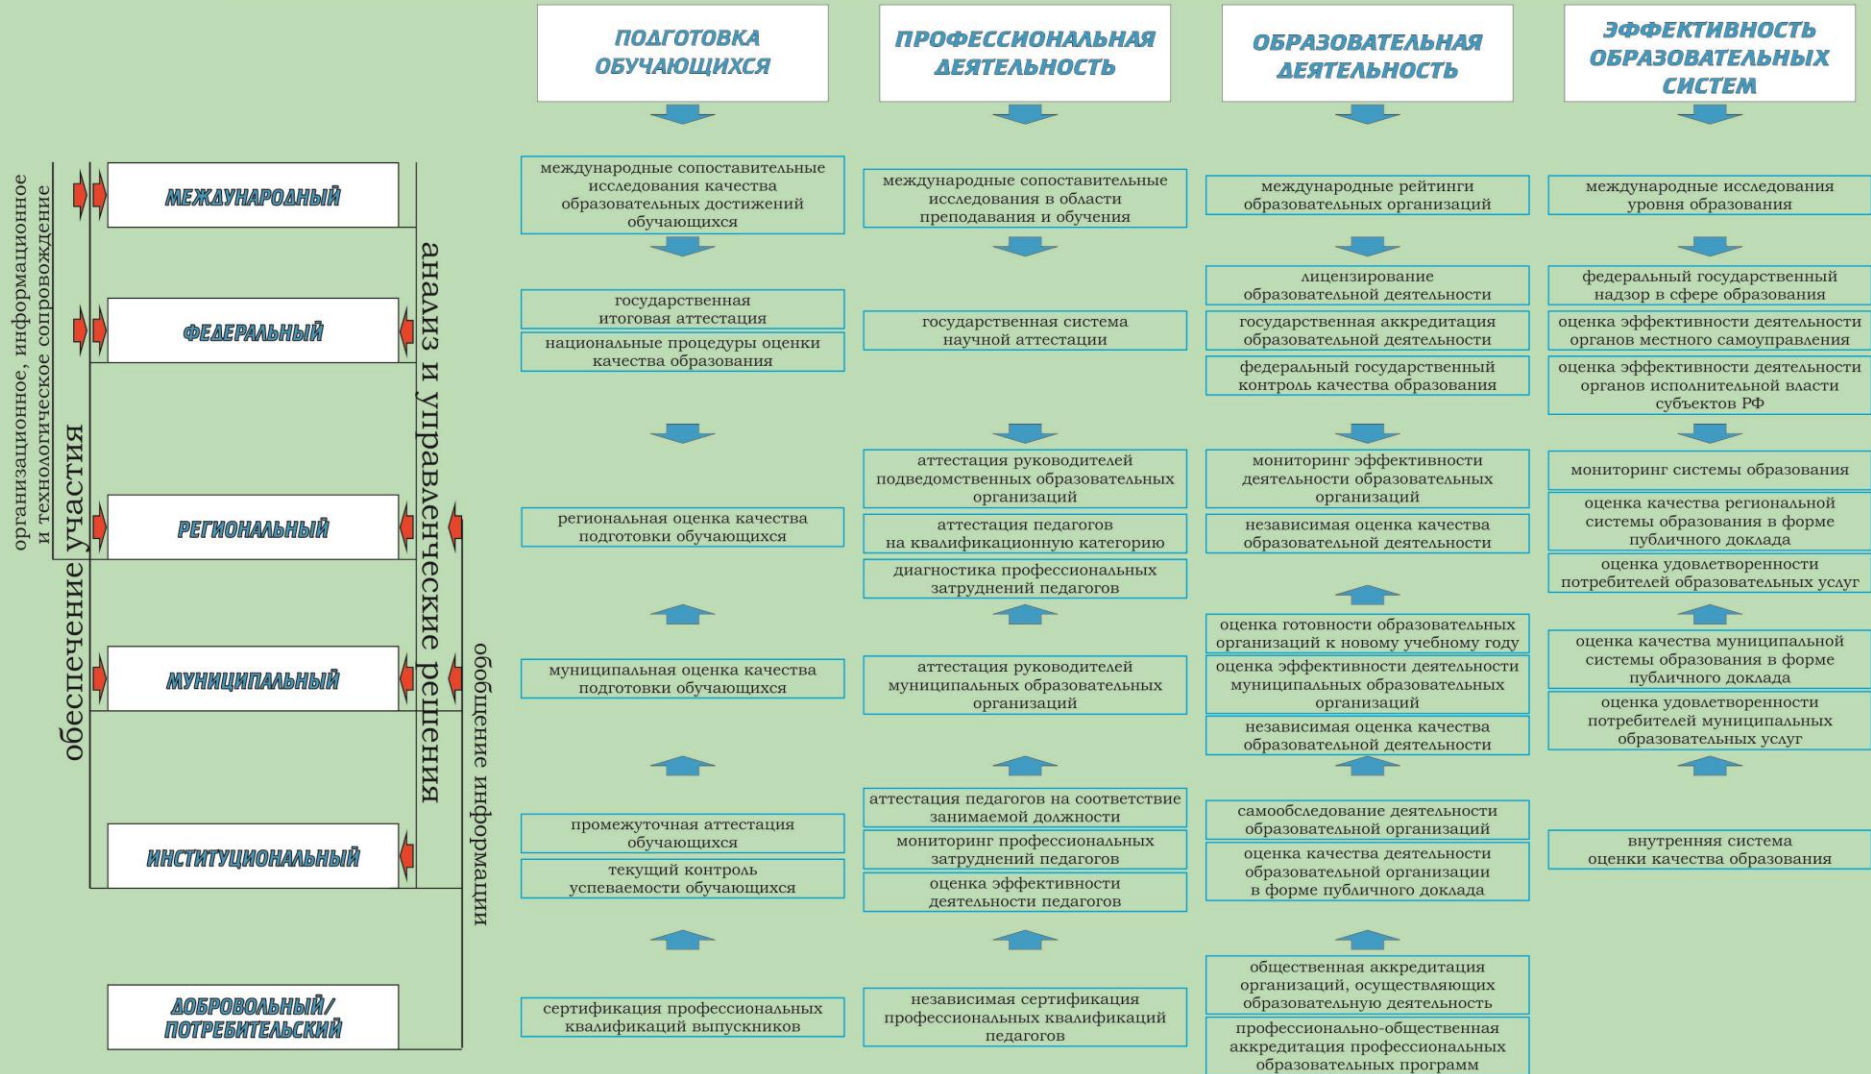 ПОДГОТОВКА
ОБУЧАЮЩИХСЯ
ПРОФЕССИОНАЛЬНАЯ
ДЕЯТЕЛЬНОСТЬ
ОБРАЗОВАТЕЛЬНАЯ
ДЕЯТЕЛЬНОСТЬ
ЭФФЕКТИВНОСТЬ
ОБРАЗОВАТЕЛЬНЫХ
СИСТЕМ
организационное, информационное
и технологическое сопровождение
обеспечение участия
анализ и управленческие решения
обобщение информации
МЕЖДУНАРОДНЫЙ
международные сопоставительные
исследования качества
образовательных достижений
обучающихся
международные сопоставительные
исследования в области
преподавания и обучения
международные рейтинги
образовательных организаций
международные исследования
уровня образования
ФЕДЕРАЛЬНЫЙ
государственная
итоговая аттестация
национальные процедуры оценки
качества образования
государственная система
научной аттестации
лицензирование
образовательной деятельности
государственная аккредитация
образовательной деятельности
федеральный государственный
контроль качества образования
федеральный государственный
надзор в сфере образования
оценка эффективности деятельности
органов местного самоуправления
оценка эффективности деятельности
органов исполнительной власти
субъектов РФ
РЕГИОНАЛЬНЫЙ
региональная оценка качества
подготовки обучающихся
аттестация руководителей
подведомственных образовательных
организаций
аттестация педагогов
на квалификационную категорию
диагностика профессиональных
затруднений педагогов
мониторинг эффективности
деятельности образовательных
организаций
независимая оценка качества
образовательной деятельности
мониторинг системы образования
оценка качества региональной
системы образования в форме
публичного доклада
оценка удовлетворенности
потребителей образовательных услуг
МУНИЦИПАЛЬНЫЙ
муниципальная оценка качества
подготовки обучающихся
аттестация руководителей
муниципальных образовательных
организаций
оценка готовности образовательных
организаций к новому учебному году
оценка эффективности деятельности
муниципальных образовательных
организаций
независимая оценка качества
образовательной деятельности
оценка качества муниципальной
системы образования в форме
публичного доклада
оценка удовлетворенности
потребителей муниципальных
образовательных услуг
ИНСТИТУЦИОНАЛЬНЫЙ
промежуточная аттестация
обучающихся
текущий контроль
успеваемости обучающихся
аттестация педагогов на соответствие
занимаемой должности
мониторинг профессиональных
затруднений педагогов
оценка эффективности
деятельности педагогов
самообследование деятельности
образовательной организаций
оценка качества деятельности
образовательной организации
в форме публичного доклада
внутренняя система
оценки качества образования
ДОБРОВОЛЬНЫЙ/
ПОТРЕБИТЕЛЬСКИЙ
сертификация профессиональных
квалификаций выпускников
независимая сертификация
профессиональных квалификаций
педагогов
общественная аккредитация
организаций, осуществляющих
образовательную деятельность
профессионально-общественная
аккредитация профессиональных
образовательных программ